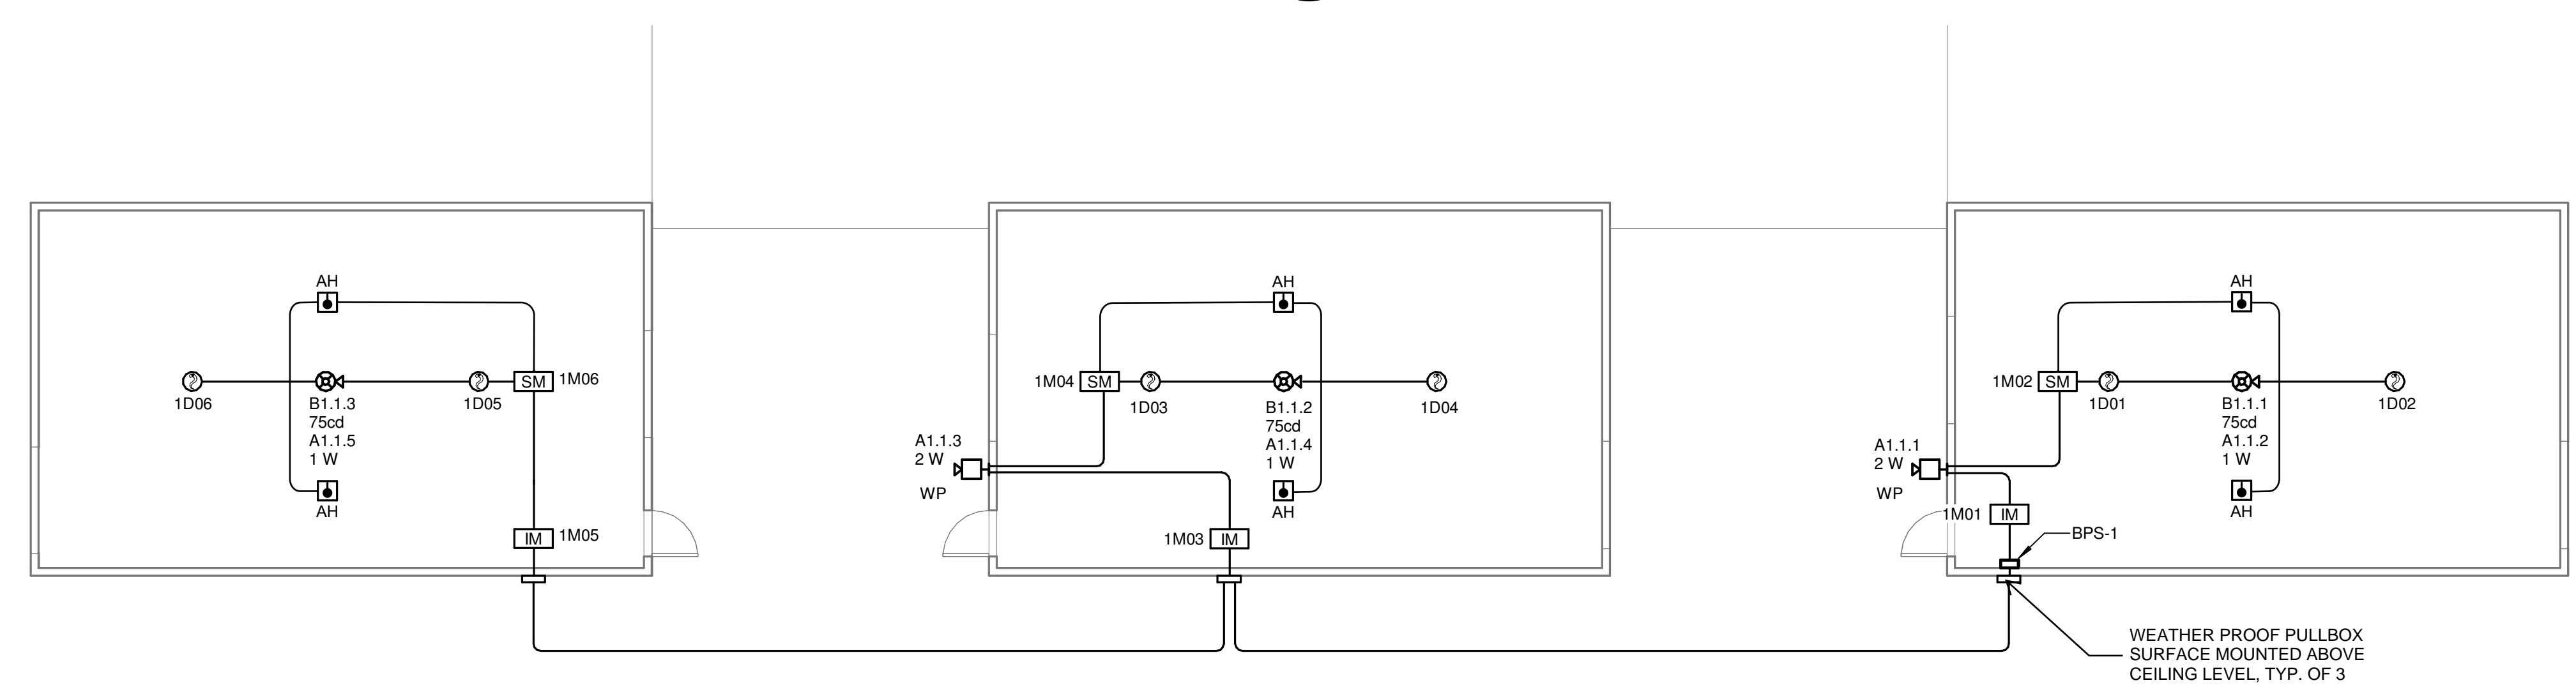 AH
SM
1M06
1D06
1D05
B1.1.3
75cd
A1.1.5
1 W
AH
IM
1M05
AH
1M04
SM
1D03
B1.1.2
75cd
A1.1.4
1 W
1D04
A1.1.3
2 W
WP
AH
1M03
IM
AH
1M02
SM
1D01
B1.1.1
75cd
A1.1.2
1 W
1D02
A1.1.1
2 W
WP
AH
1M01
IM
BPS-1
WEATHER PROOF PULLBOX
SURFACE MOUNTED ABOVE
CEILING LEVEL, TYP. OF 3